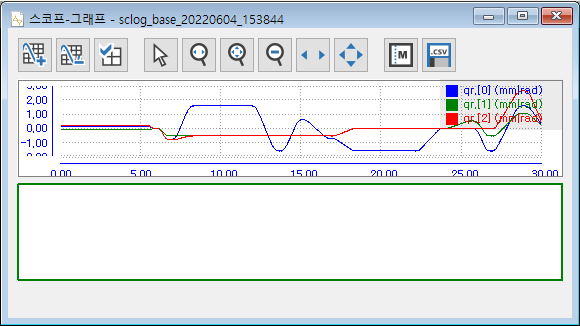 스코프-그래프 - sclog_base_20220604_153844
M
.CSV
3,00
2,00
1,00
0,00
-1,00
-2,00
qr,[0] (mm|rad)
qr,[1] (mm|rad)
qr,[2] (mm|rad)
0,00 5,00 10,00 15,00 20,00 25,00 30,00